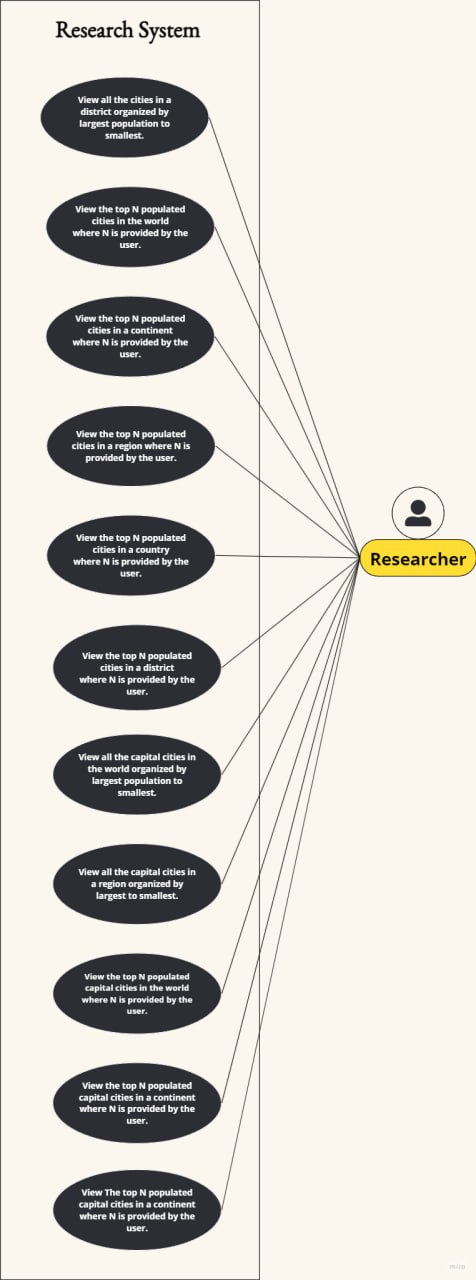 Research System
View all the cities in a
district organized by
largest population to
smallest.
View the top N populated
cities in the world
where N is provided by the
user.
View the top N populated
cities in a continent
where N is provided by the
user.
View the top N populated
cities in a region where N is
provided by the user.
View the top N populated
cities in a country
where N is provided by the
user.
Researcher
View the top N populated
cities in a district
where N is provided by the
user.
View all the capital cities in
the world organized by
largest population to
smallest.
View all the capital cities in
a region organized by
largest to smallest.
View the top N populated
capital cities in the world
where N is provided by the
user.
View the top N populated
capital cities in a continent
where N is provided by the
user.
View The top N populated
capital cities in a continent
where N is provided by the
user.
miro